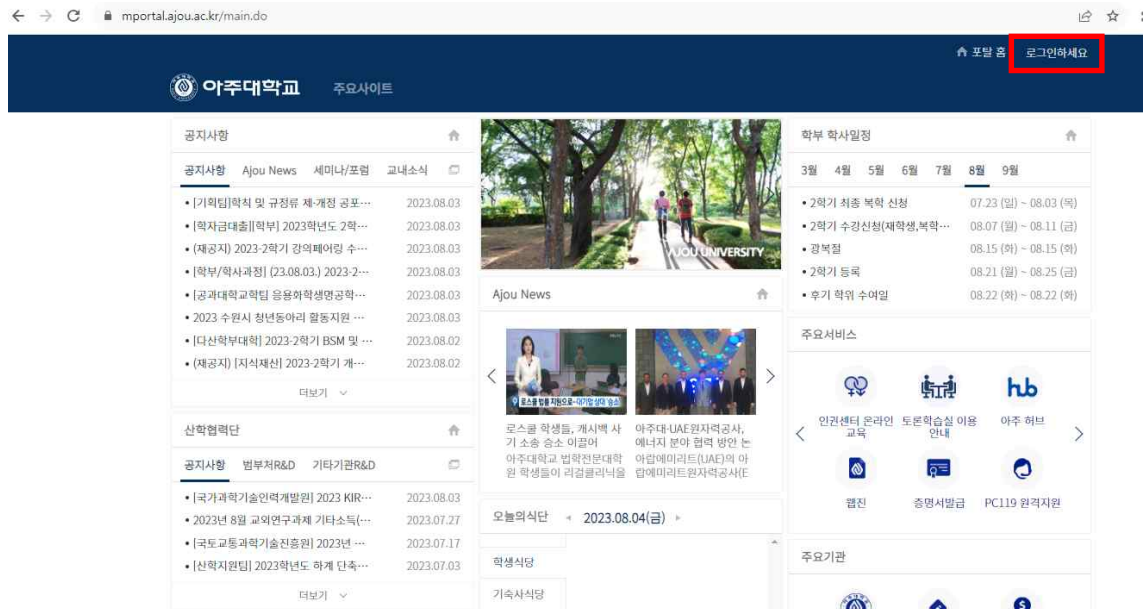 mportal.ajou.ac.kr/main.do
포탈 홈 로그인하세요
아주대학교 주요사이트
공지사항
공지사항 Ajou News 세미나/포럼 교내소식
• [기획팀]학칙 및 규정류 제·개정 공포… 2023.08.03
• [학자금대출][학부] 2023학년도 2학… 2023.08.03
• (재공지) 2023-2학기 강의페어링 수… 2023.08.03
• [학부/학사과정] (23.08.03.) 2023-2… 2023.08.03
• [공과대학교학팀 응용화학생명공학… 2023.08.03
• 2023 수원시 청년동아리 활동지원 … 2023.08.03
• [다산학부대학] 2023-2학기 BSM 및 … 2023.08.02
• (재공지) [지식재산] 2023-2학기 개… 2023.08.02
더보기
산학협력단
공지사항 범부처R&D 기타기관R&D
• [국가과학기술인력개발원] 2023 KIR… 2023.08.03
• 2023년 8월 교외연구과제 기타소득(… 2023.07.27
• [국토교통과학기술진흥원] 2023년 … 2023.07.17
• [산학지원팀] 2023학년도 하계 단축… 2023.07.03
더보기
AJOU UNIVERSITY
Ajou News
로스쿨 법률 지원으로…대기업 상대 '승소'
로스쿨 학생들, 개시백 사
기 소송 승소 이끌어
아주대학교 법학전문대학
원 학생들이 리걸클리닉을
아주대-UAE원자력공사,
에너지 분야 협력 방안 논
아랍에미리트(UAE)의 아
랍에미리트원자력공사(E
오늘의식단 2023.08.04(금)
학생식당
기숙사식당
학부 학사일정
3월 4월 5월 6월 7월 8월 9월
• 2학기 최종 복학 신청 07.23 (일) ~ 08.03 (목)
• 2학기 수강신청(재학생,복학… 08.07 (월) ~ 08.11 (금)
• 광복절 08.15 (화) ~ 08.15 (화)
• 2학기 등록 08.21 (월) ~ 08.25 (금)
• 후기 학위 수여일 08.22 (화) ~ 08.22 (화)
주요서비스
hub
인권센터 온라인
교육
토론학습실 이용
안내
아주 허브
웹진 증명서발급 PC119 원격지원
주요기관